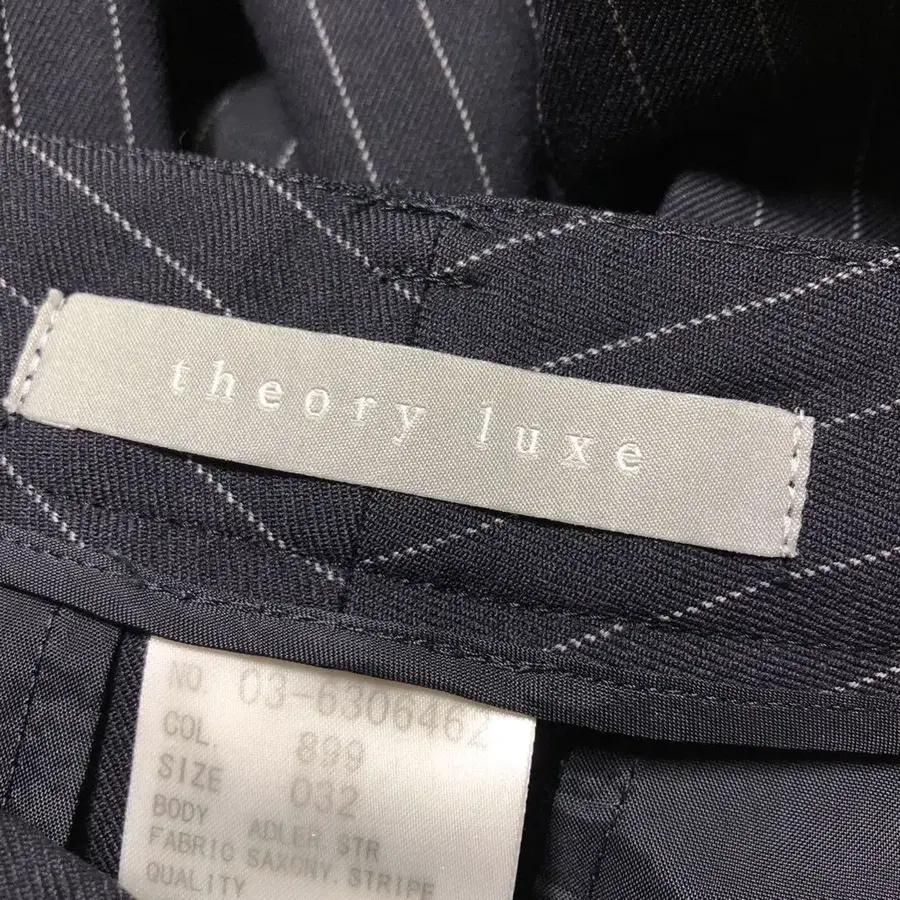 theory luxe
NO. 03-6306462
COL. 899
SIZE 032
BODY ADLER.STR
FABRIC SAXONY.STRIPE
QUALITY